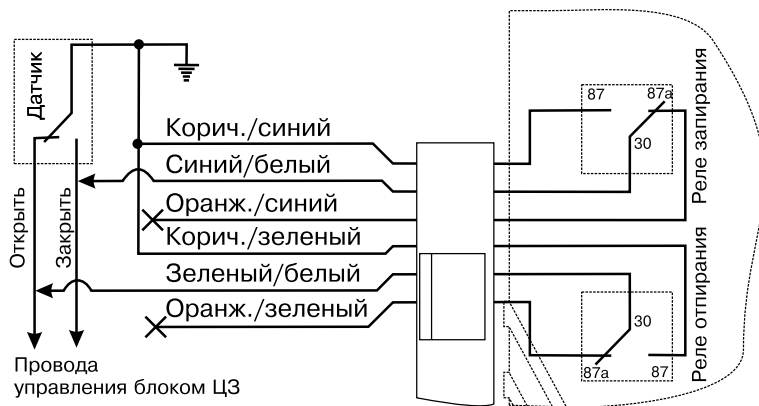 Датчик
Открыть
Закрыть
Корич./синий
Синий/белый
Оранж./синий
Корич./зеленый
Зеленый/белый
Оранж./зеленый
Провода
управления блоком ЦЗ
87
87а
30
Реле запирания
30
87а
87
Реле отпирания